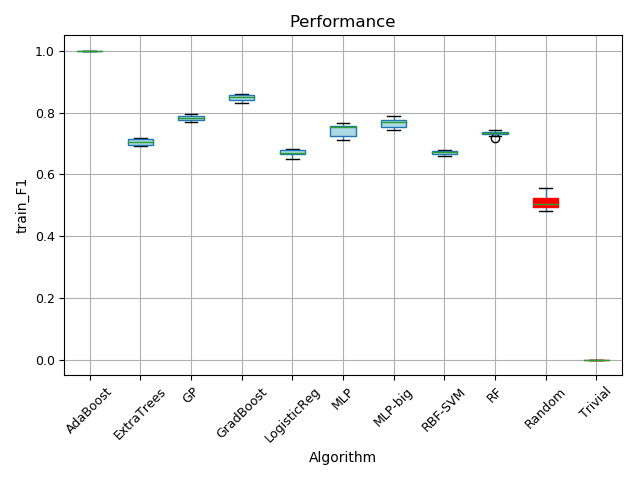 Performance
train_F1
1.0
0.8
0.6
0.4
0.2
0.0
AdaBoost
ExtraTrees
GP
GradBoost
LogisticReg
MLP
MLP-big
RBF-SVM
RF
Random
Trivial
Algorithm